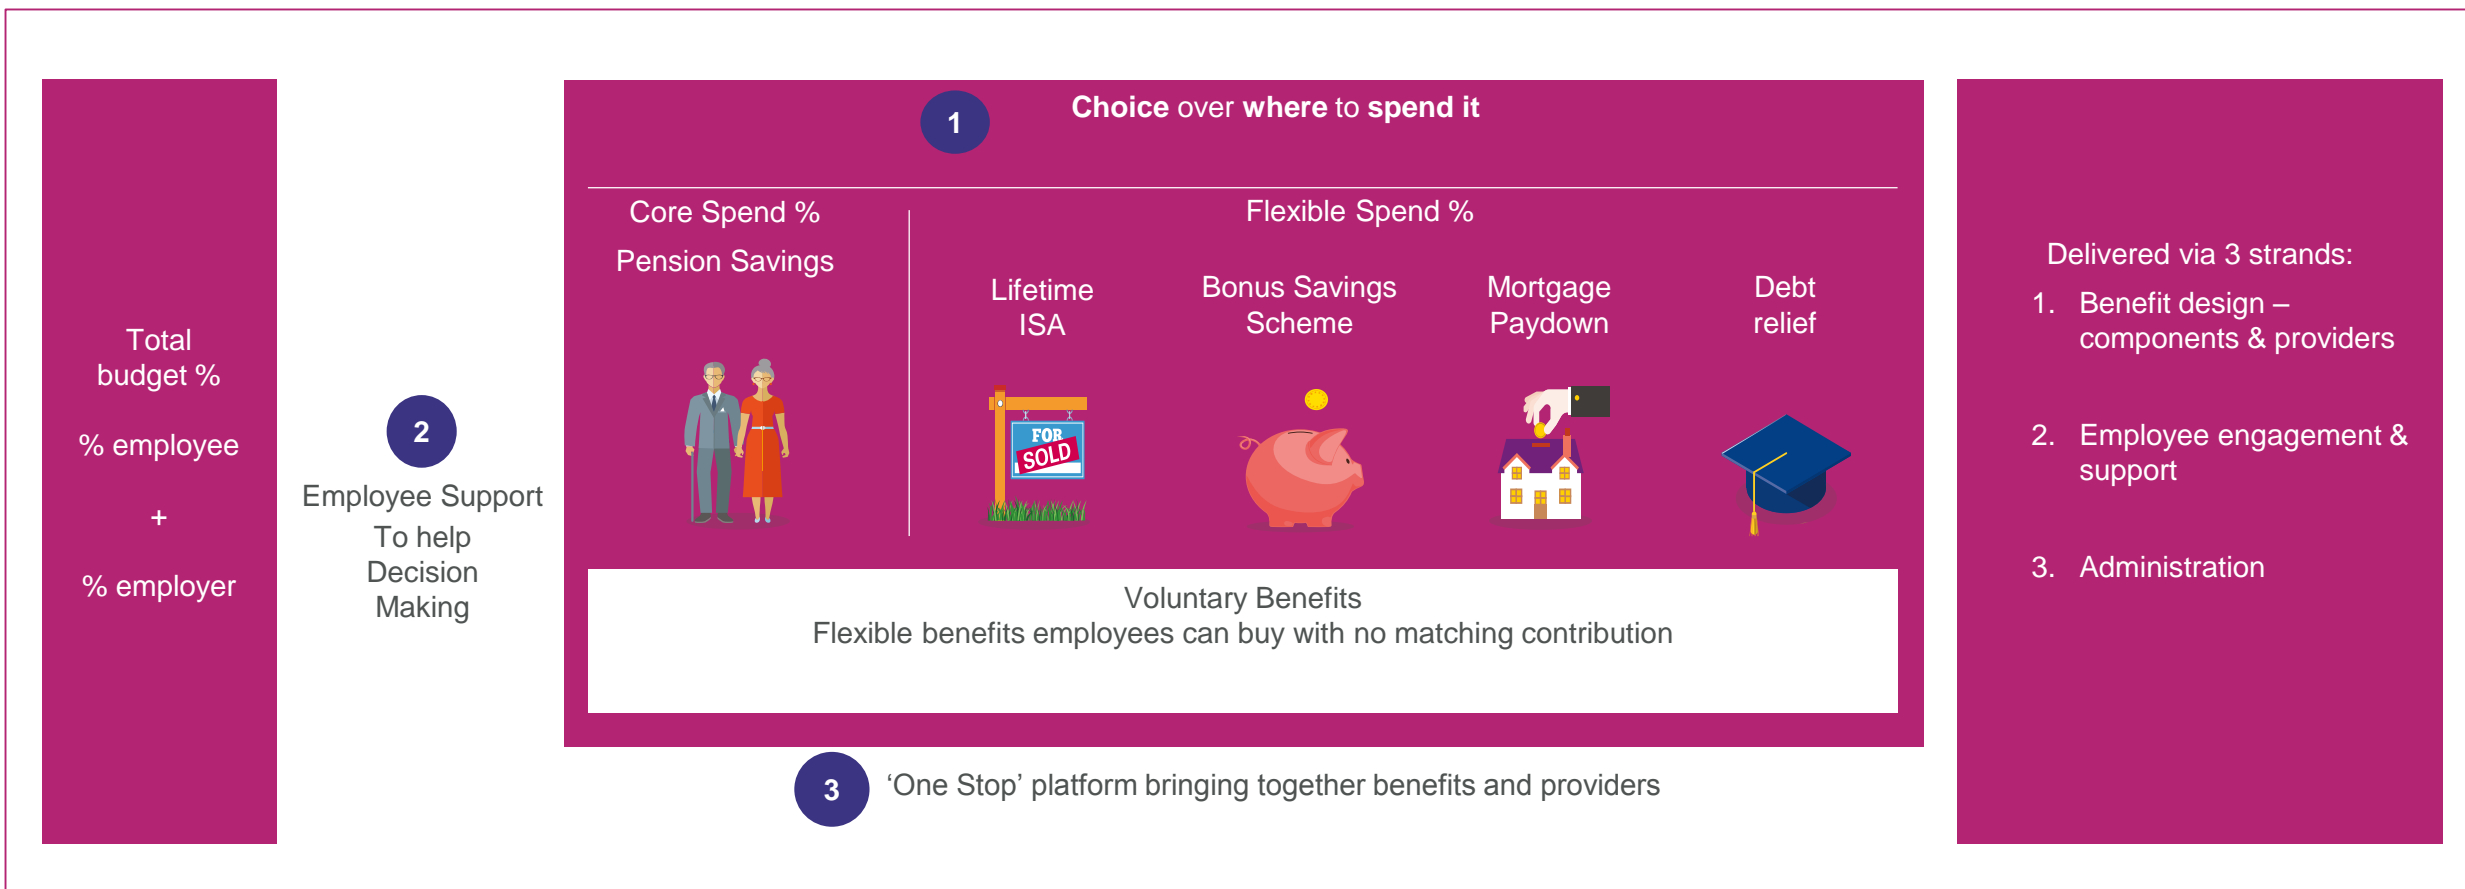 Total
budget %
% employee
+
% employer
2
Employee Support
To help
Decision
Making
1
Choice over where to spend it
Core Spend %
Pension Savings
Flexible Spend %
Lifetime
ISA
Bonus Savings
Scheme
Mortgage
Paydown
Debt
relief
FOR
SOLD
Voluntary Benefits
Flexible benefits employees can buy with no matching contribution
3
‘One Stop’ platform bringing together benefits and providers
Delivered via 3 strands:
1. Benefit design –
components & providers
2. Employee engagement &
support
3. Administration